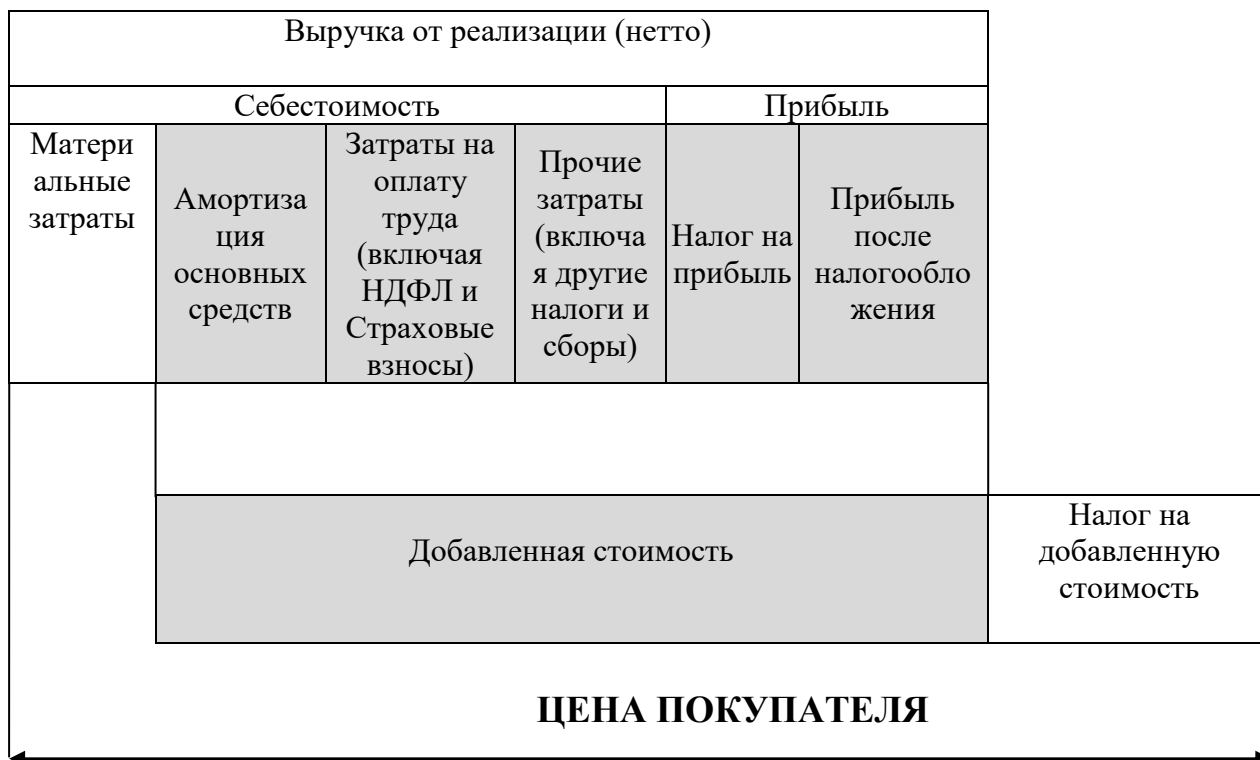 Выручка от реализации (нетто)
Себестоимость
Прибыль
Матери
альные
затраты
Амортиза
ция
основных
средств
Затраты на
оплату
труда
(включая
НДФЛ и
Страховые
взносы)
Прочие
затраты
(включа
я другие
налоги и
сборы)
Налог на
прибыль
Прибыль
после
налогообло
жения
Добавленная стоимость
Налог на
добавленную
стоимость
ЦЕНА ПОКУПАТЕЛЯ